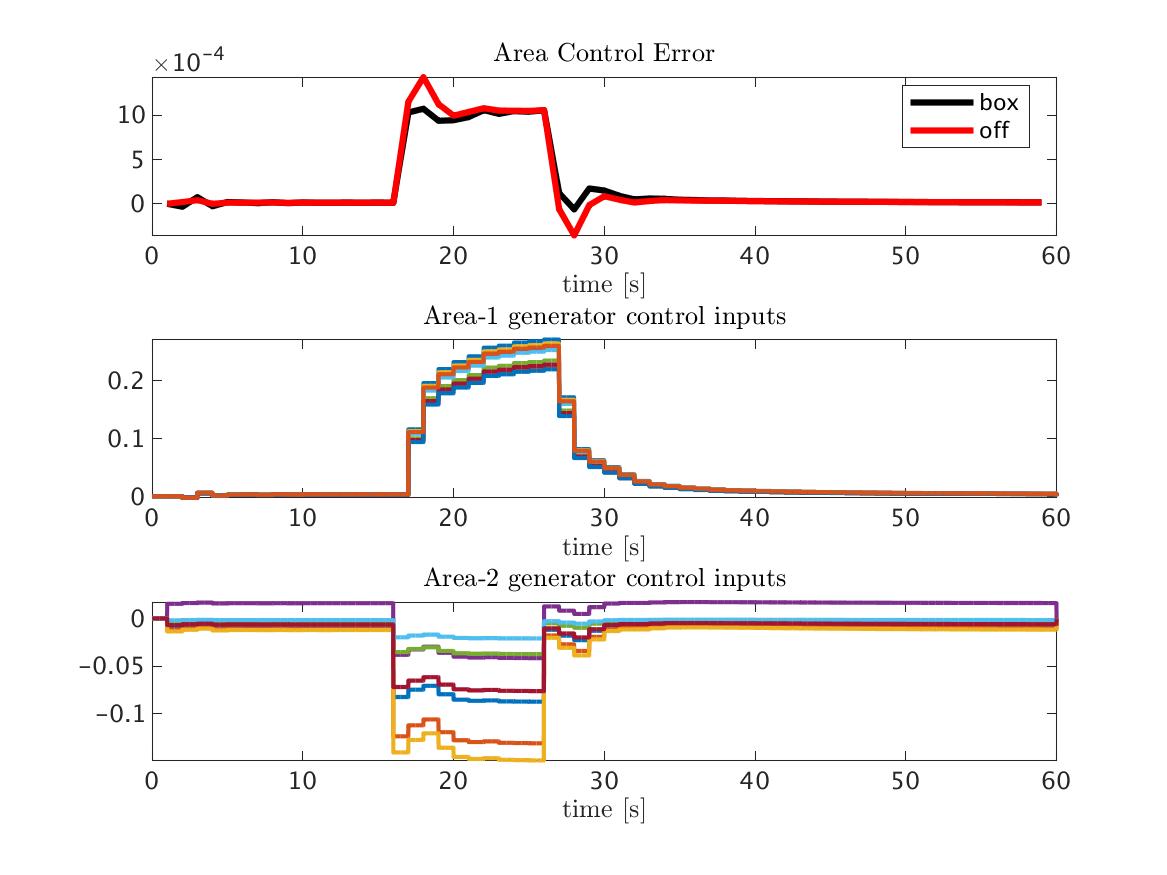 ×10⁻⁴
Area Control Error
10
5
0
box
off
0 10 20 30 40 50 60
time [s]
Area-1 generator control inputs
0.2
0.1
0
0 10 20 30 40 50 60
time [s]
Area-2 generator control inputs
0
−0.05
−0.1
0 10 20 30 40 50 60
time [s]